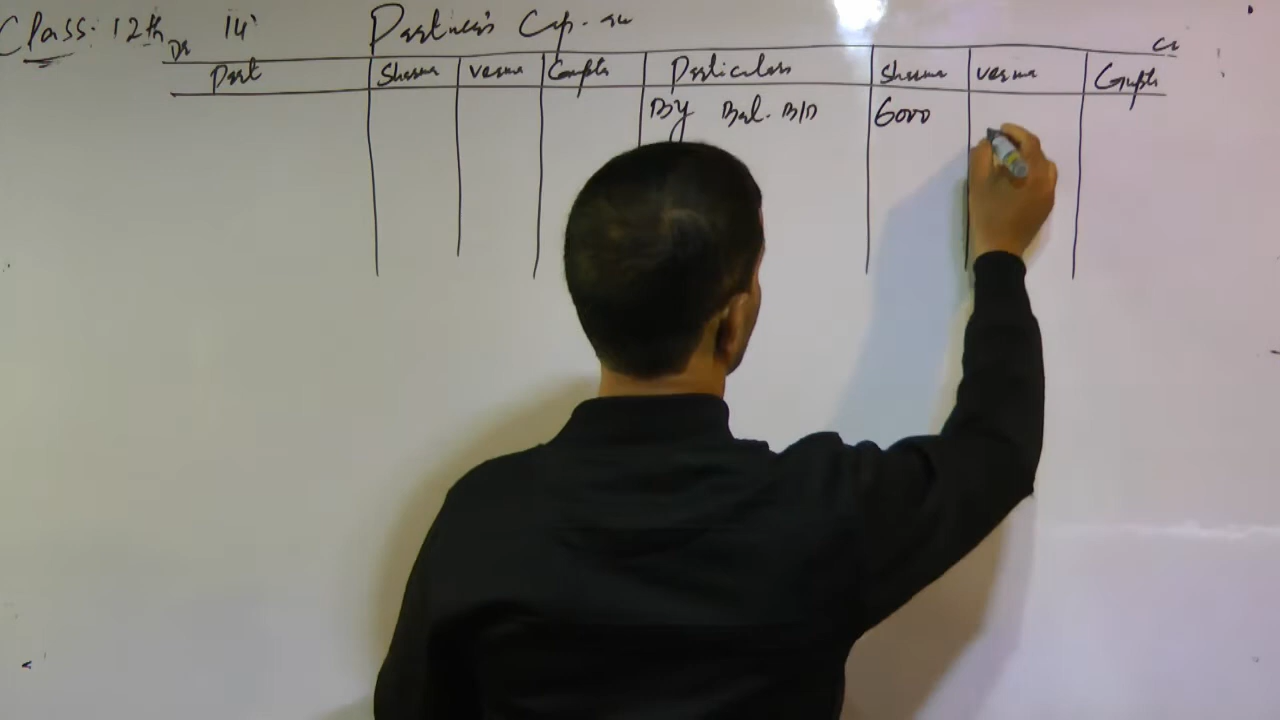 Class: 12th 14' Partner's Cap. a/c
Dr Cr
Part Sharma Verma Gupta Particulars Sharma Verma Gupta
By Bal. B/D 6000